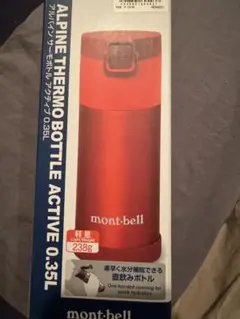 ALPINE THERMO BOTTLE ACTIVE 0.35L
アルパイン サーモボトル アクティブ 0.35L
mont-bell
軽量
Light Weight
238g
素早く水分補給できる
直飲みボトル
One-handed opening for
quick hydration
mont-bell